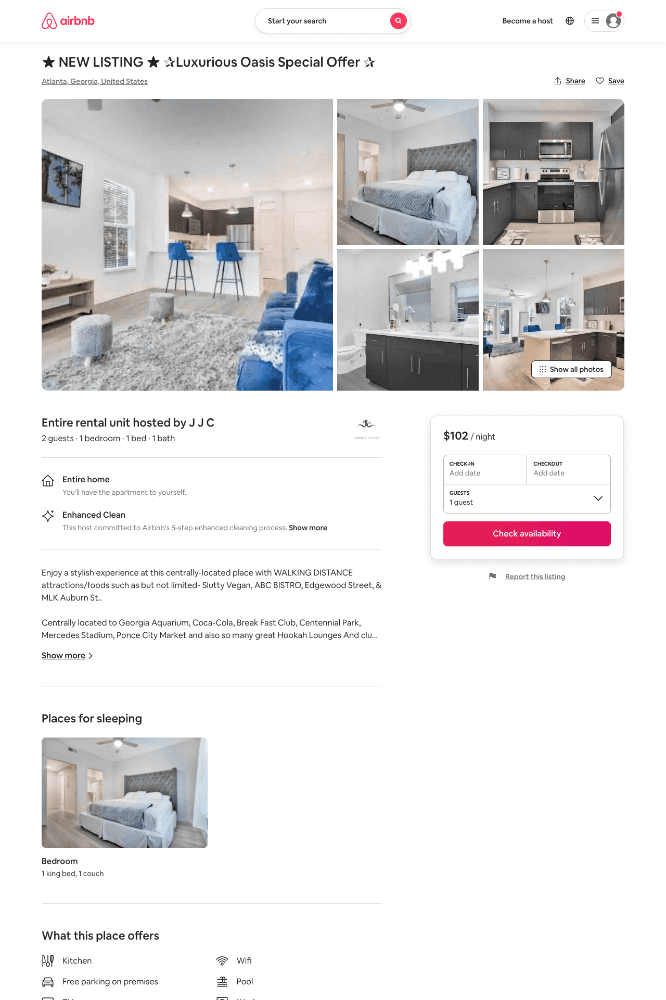 airbnb
Start your search
Become a host
★ NEW LISTING ★ ✰Luxurious Oasis Special Offer ✰
Atlanta, Georgia, United States
Share
Save
Show all photos
Entire rental unit hosted by J J C
2 guests · 1 bedroom · 1 bed · 1 bath
$102 / night
CHECK-IN
Add date
CHECKOUT
Add date
GUESTS
1 guest
Check availability
Report this listing
Entire home
You'll have the apartment to yourself.
Enhanced Clean
This host committed to Airbnb's 5-step enhanced cleaning process. Show more
Enjoy a stylish experience at this centrally-located place with WALKING DISTANCE
attractions/foods such as but not limited- Slutty Vegan, ABC BISTRO, Edgewood Street, &
MLK Auburn St..
Centrally located to Georgia Aquarium, Coca-Cola, Break Fast Club, Centennial Park,
Mercedes Stadium, Ponce City Market and also so many great Hookah Lounges And clu...
Show more
Places for sleeping
Bedroom
1 king bed, 1 couch
What this place offers
Kitchen
Wifi
Free parking on premises
Pool